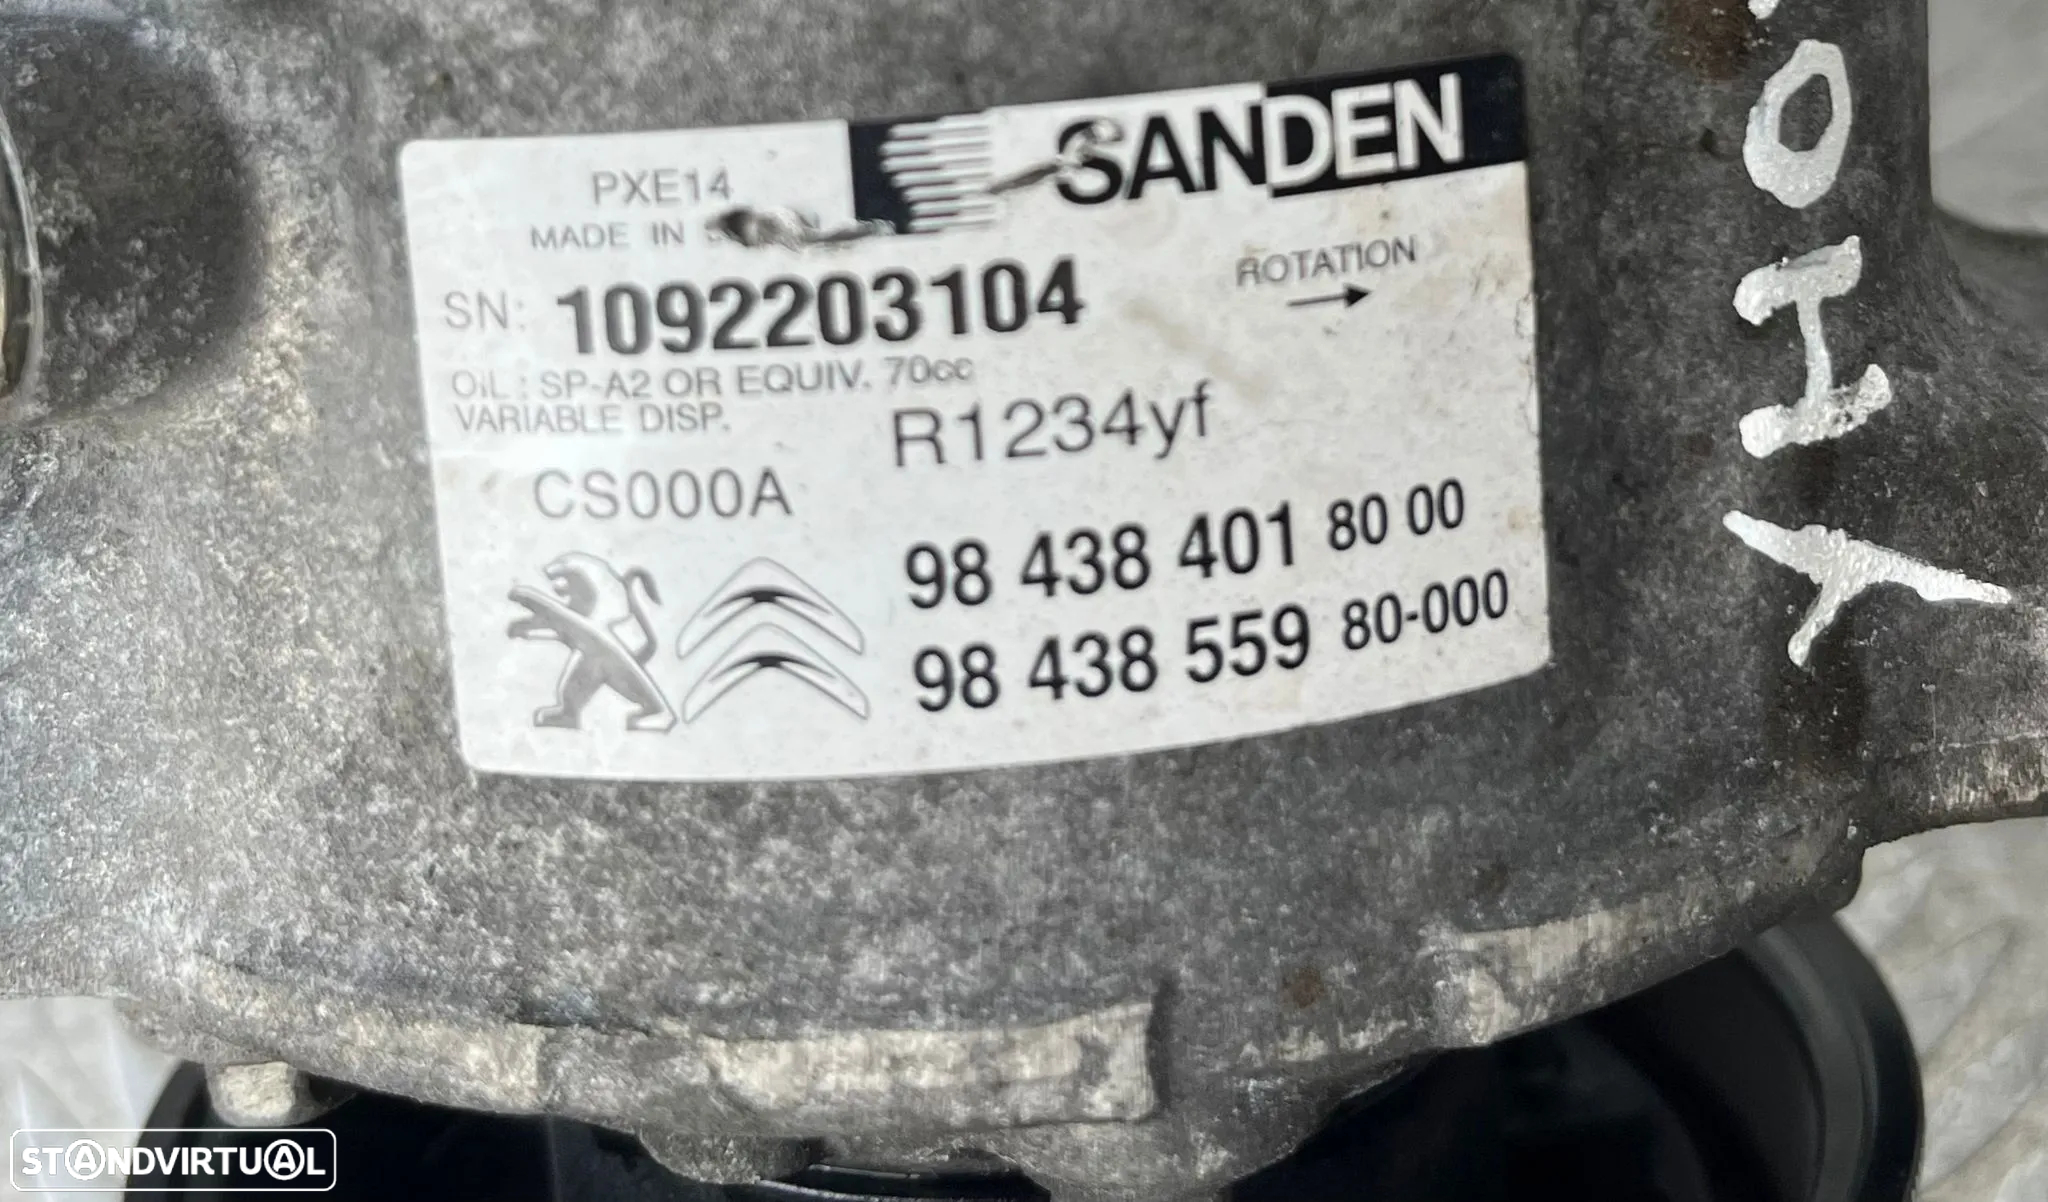 PXE14
SANDEN
MADE IN
SN: 1092203104
ROTATION
OIL : SP-A2 OR EQUIV. 70cc
VARIABLE DISP.
R1234yf
CS000A
98 438 401 80 00
98 438 559 80-000
STANDVIRTUAL